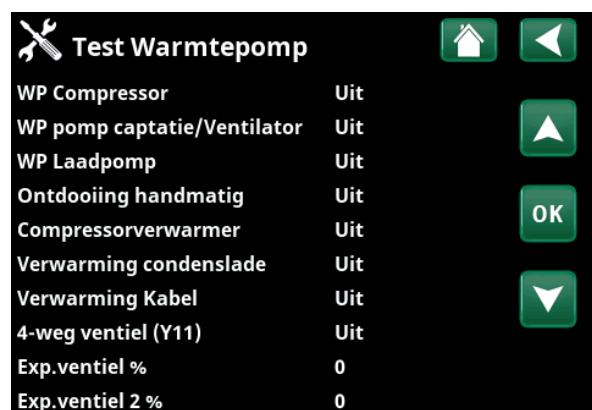 Test Warmtepomp
WP Compressor Uit
WP pomp captatie/Ventilator Uit
WP Laadpomp Uit
Ontdooiing handmatig Uit
OK
Compressorverwarmer Uit
Verwarming condenslade Uit
Verwarming Kabel Uit
4-weg ventiel (Y11) Uit
Exp.ventiel % 0
Exp.ventiel 2 % 0